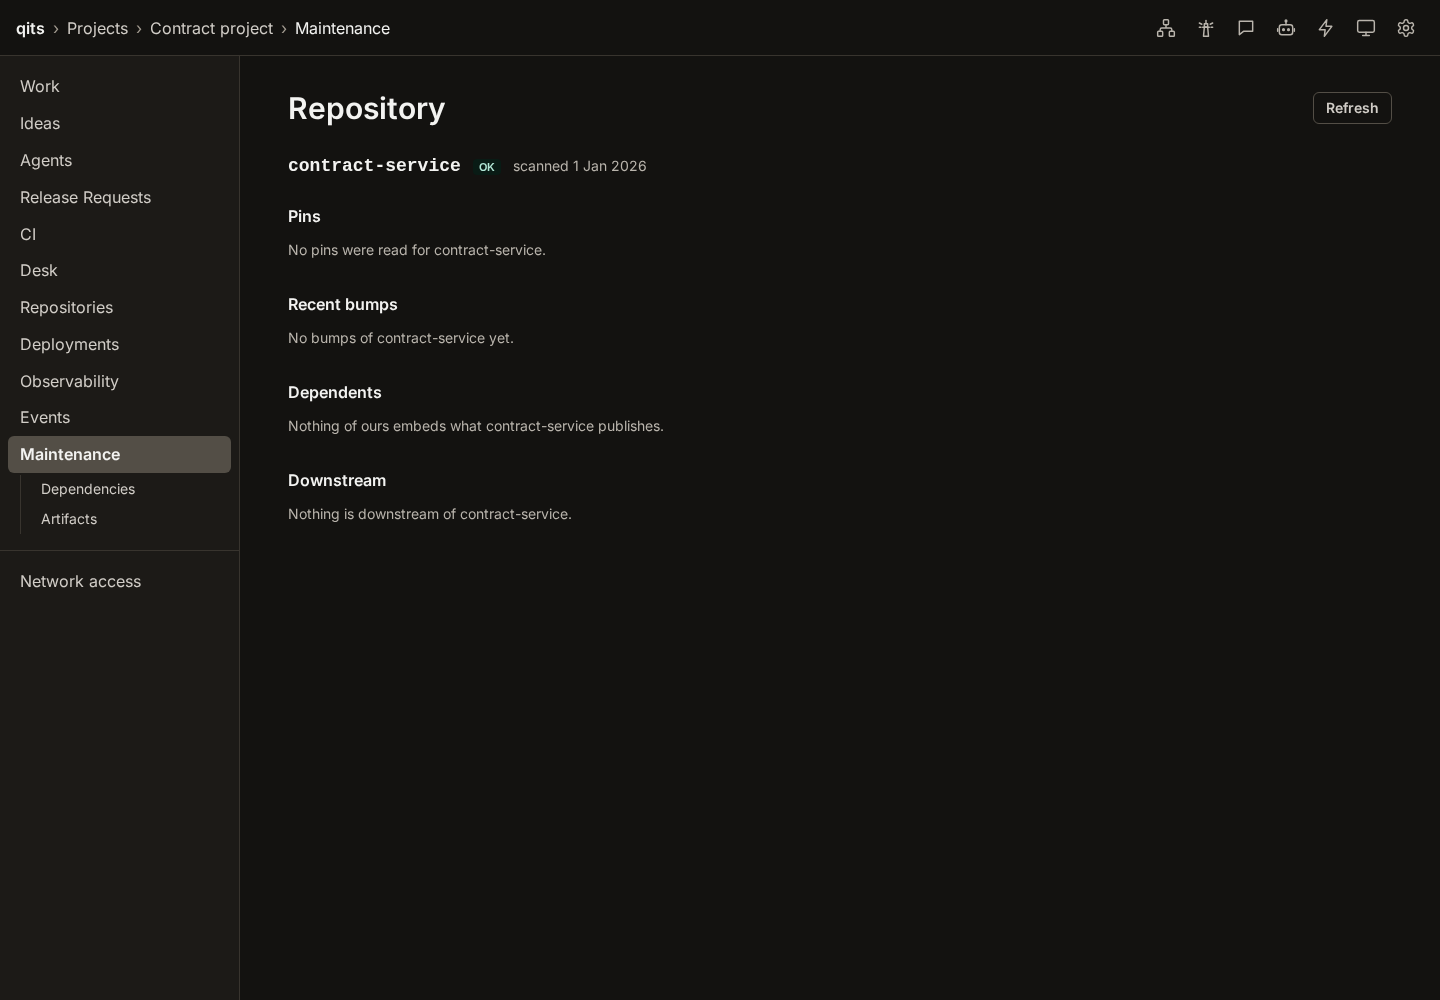 qits › Projects › Contract project › Maintenance
Work
Ideas
Agents
Release Requests
CI
Desk
Repositories
Deployments
Observability
Events
Maintenance
Dependencies
Artifacts
Network access
Repository
Refresh
contract-service OK scanned 1 Jan 2026
Pins
No pins were read for contract-service.
Recent bumps
No bumps of contract-service yet.
Dependents
Nothing of ours embeds what contract-service publishes.
Downstream
Nothing is downstream of contract-service.